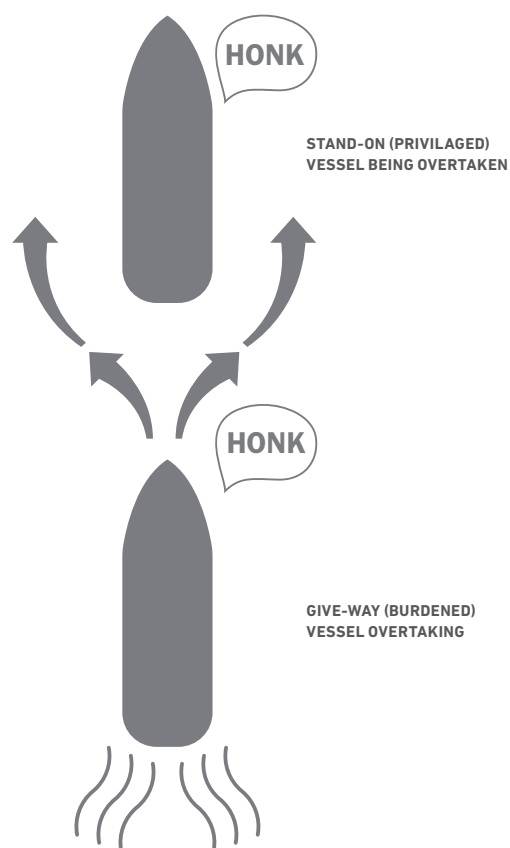 HONK
STAND-ON (PRIVILAGED)
VESSEL BEING OVERTAKEN
HONK
GIVE-WAY (BURDENED)
VESSEL OVERTAKING